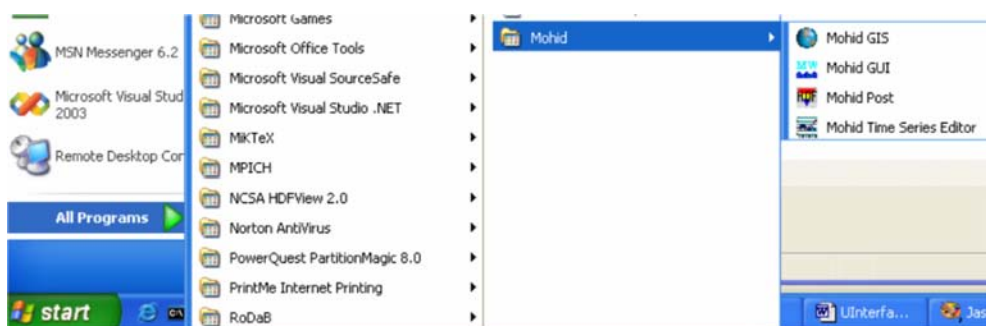 MSN Messenger 6.2
Microsoft Visual Stud
2003
Remote Desktop Cor
All Programs
start
Microsoft Games
Microsoft Office Tools
Microsoft Visual SourceSafe
Microsoft Visual Studio .NET
MiKTeX
MPICH
NCSA HDFView 2.0
Norton AntiVirus
PowerQuest PartitionMagic 8.0
PrintMe Internet Printing
RoDaB
Mohid
Mohid GIS
Mohid GUI
Mohid Post
Mohid Time Series Editor
UInterfa...
Jas